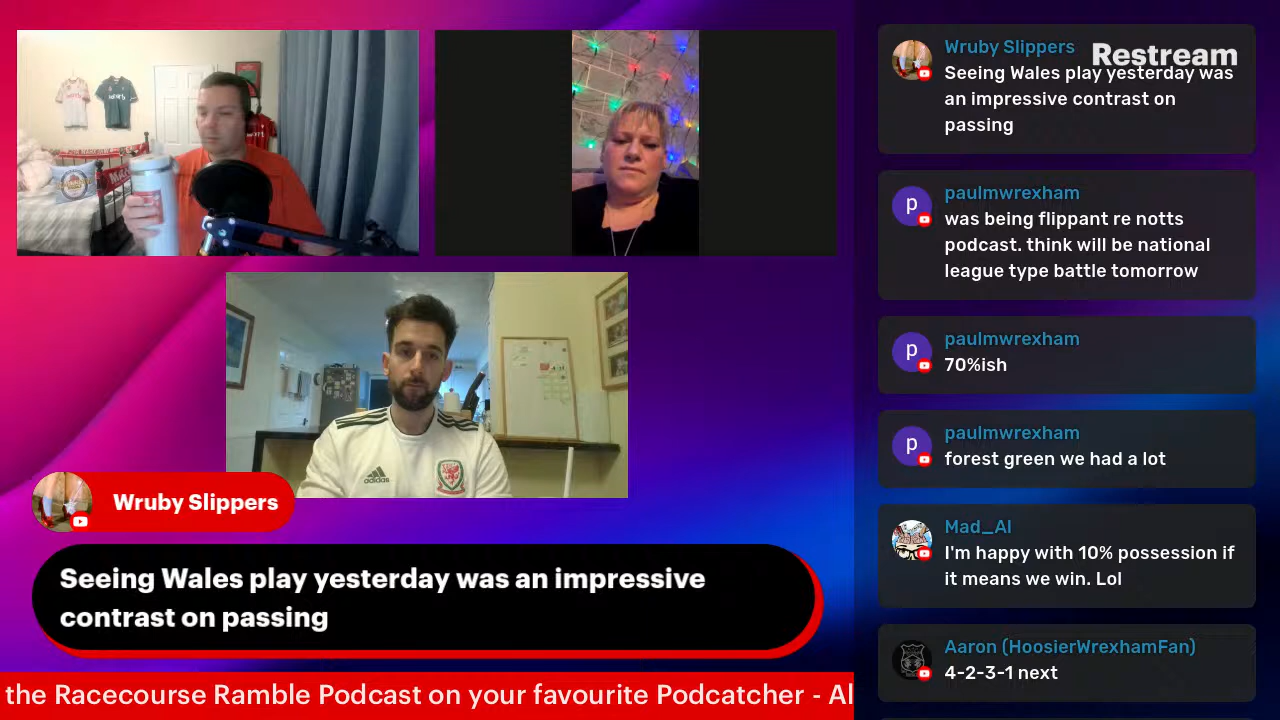 adidas
Wruby Slippers
Seeing Wales play yesterday was an impressive
contrast on passing
the Racecourse Ramble Podcast on your favourite Podcatcher - Al
Restream
Wruby Slippers
Seeing Wales play yesterday was
an impressive contrast on
passing
p
paulmwrexham
was being flippant re notts
podcast. think will be national
league type battle tomorrow
p
paulmwrexham
70%ish
p
paulmwrexham
forest green we had a lot
Mad_Al
I'm happy with 10% possession if
it means we win. Lol
Aaron (HoosierWrexhamFan)
4-2-3-1 next